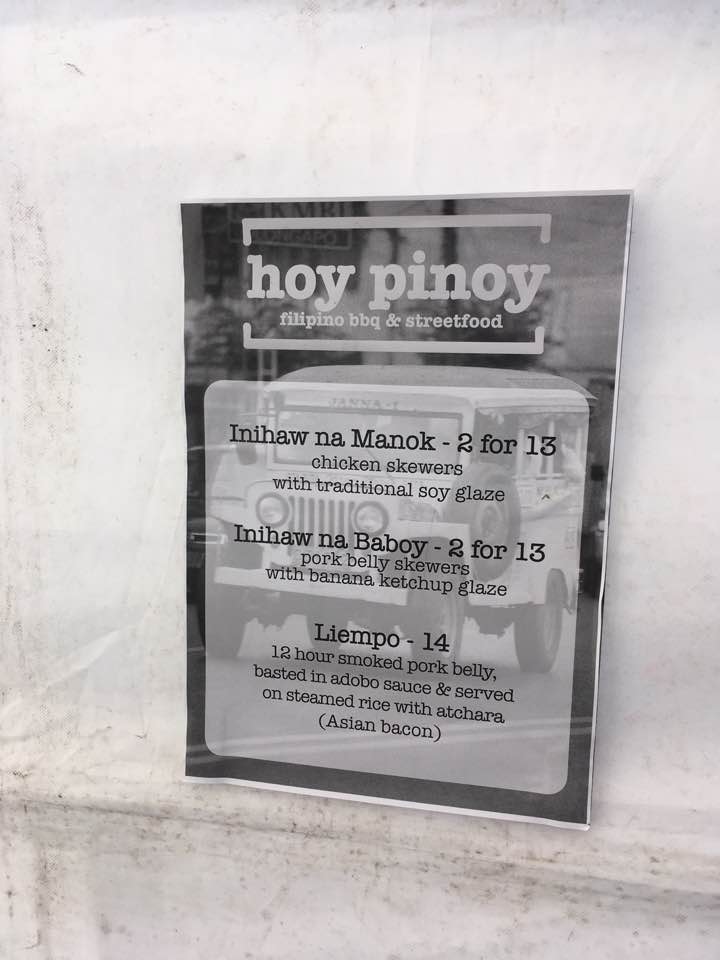 hoy pinoy
filipino bbq & streetfood
JANNA-L
Inihaw na Manok - 2 for 13
chicken skewers
with traditional soy glaze
Inihaw na Baboy - 2 for 13
pork belly skewers
with banana ketchup glaze
Liempo - 14
12 hour smoked pork belly,
basted in adobo sauce & served
on steamed rice with atchara
(Asian bacon)